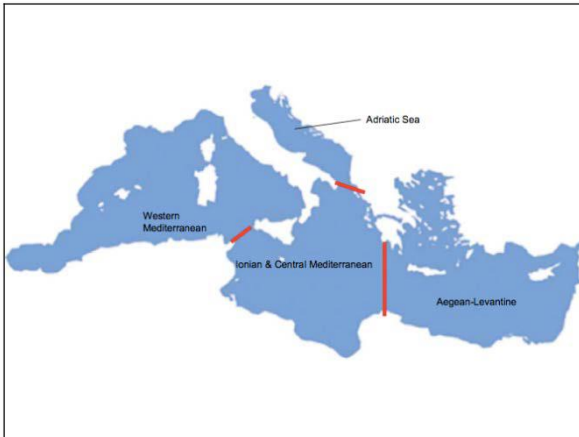 Adriatic Sea
Western
Mediterranean
Ionian & Central Mediterranean
Aegean-Levantine